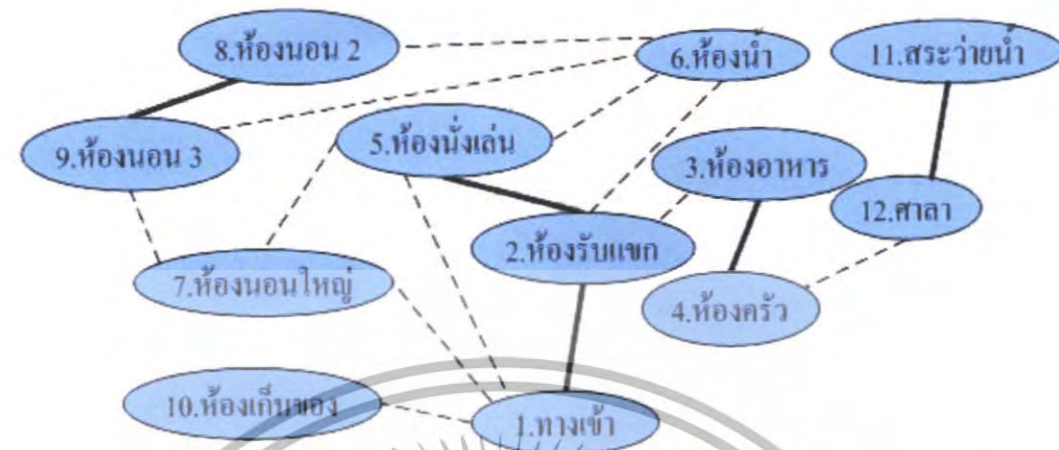 8.ห้องนอน 2
6.ห้องน้ำ
11.สระว่ายน้ำ
9.ห้องนอน 3
5.ห้องนั่งเล่น
3.ห้องอาหาร
12.ศาลา
2.ห้องรับแขก
7.ห้องนอนใหญ่
4.ห้องครัว
10.ห้องเก็บของ
1.ทางเข้า